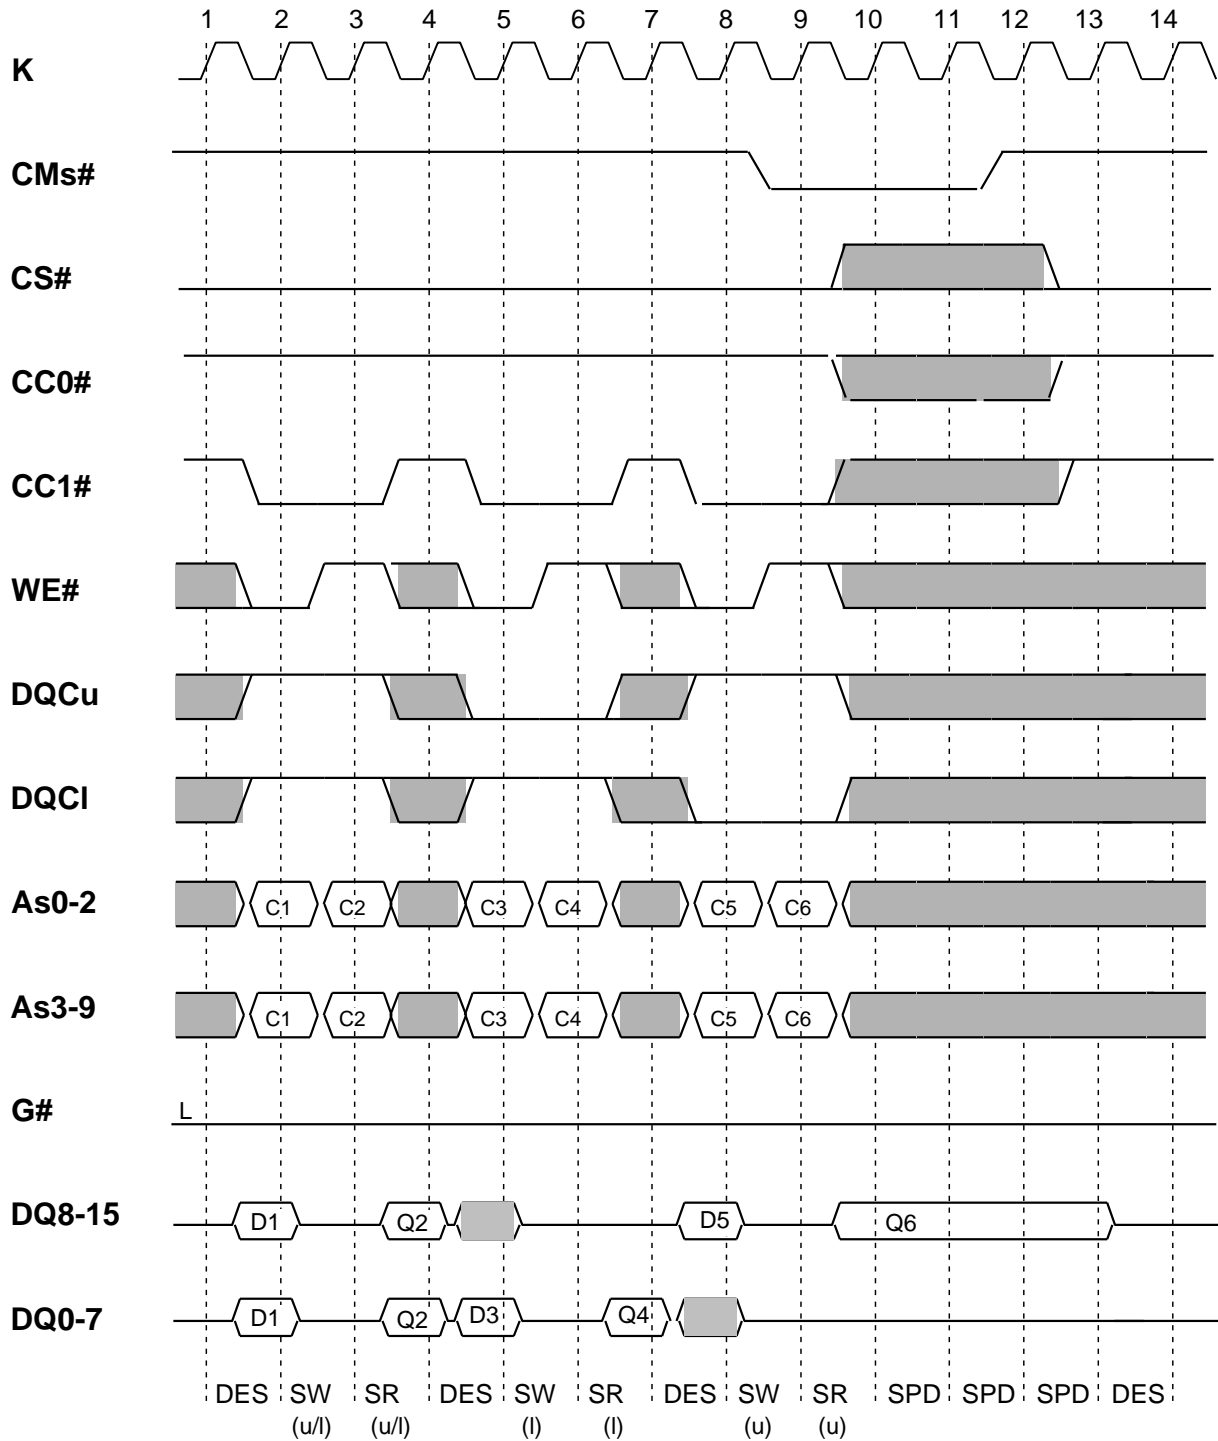 1 2 3 4 5 6 7 8 9 10 11 12 13 14
K
CMs#
CS#
CC0#
CC1#
WE#
DQCu
DQCl
As0-2 C1 C2 C3 C4 C5 C6
As3-9 C1 C2 C3 C4 C5 C6
G# L
DQ8-15 D1 Q2 D5 Q6
DQ0-7 D1 Q2 D3 Q4
DES SW SR DES SW SR DES SW SR SPD SPD SPD DES
(u/l) (u/l) (l) (l) (u) (u)